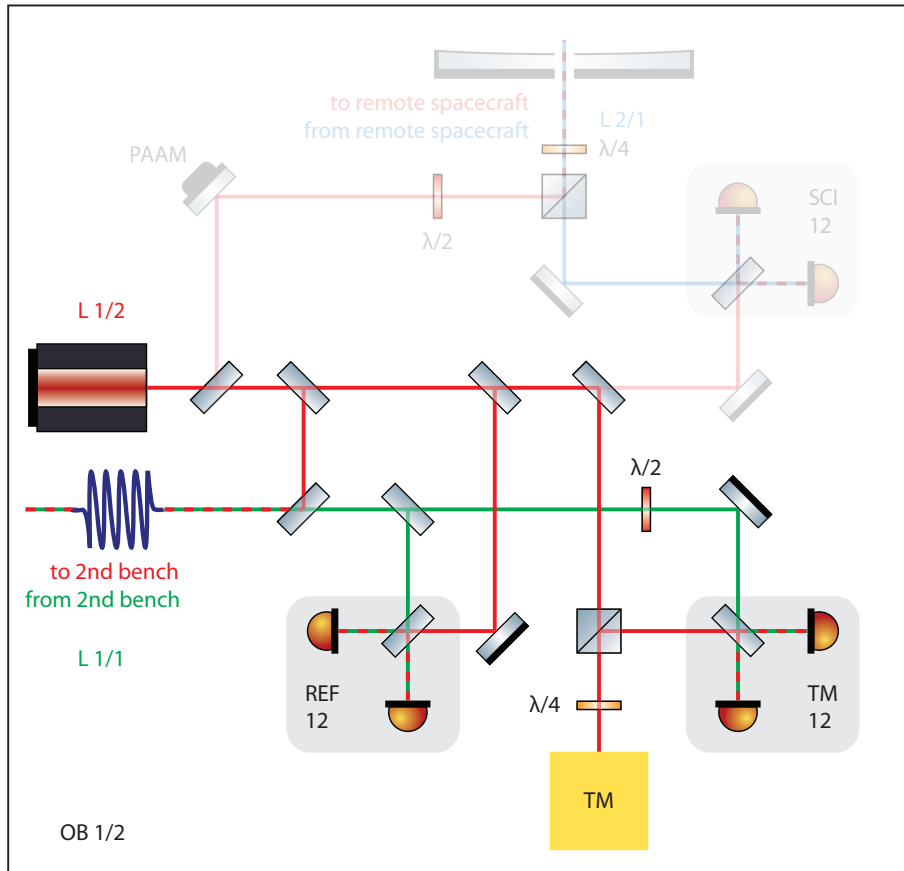 to remote spacecraft
from remote spacecraft
L 2/1
λ/4
PAAM
SCI
12
λ/2
L 1/2
λ/2
to 2nd bench
from 2nd bench
L 1/1
REF
12
λ/4
TM
12
TM
OB 1/2